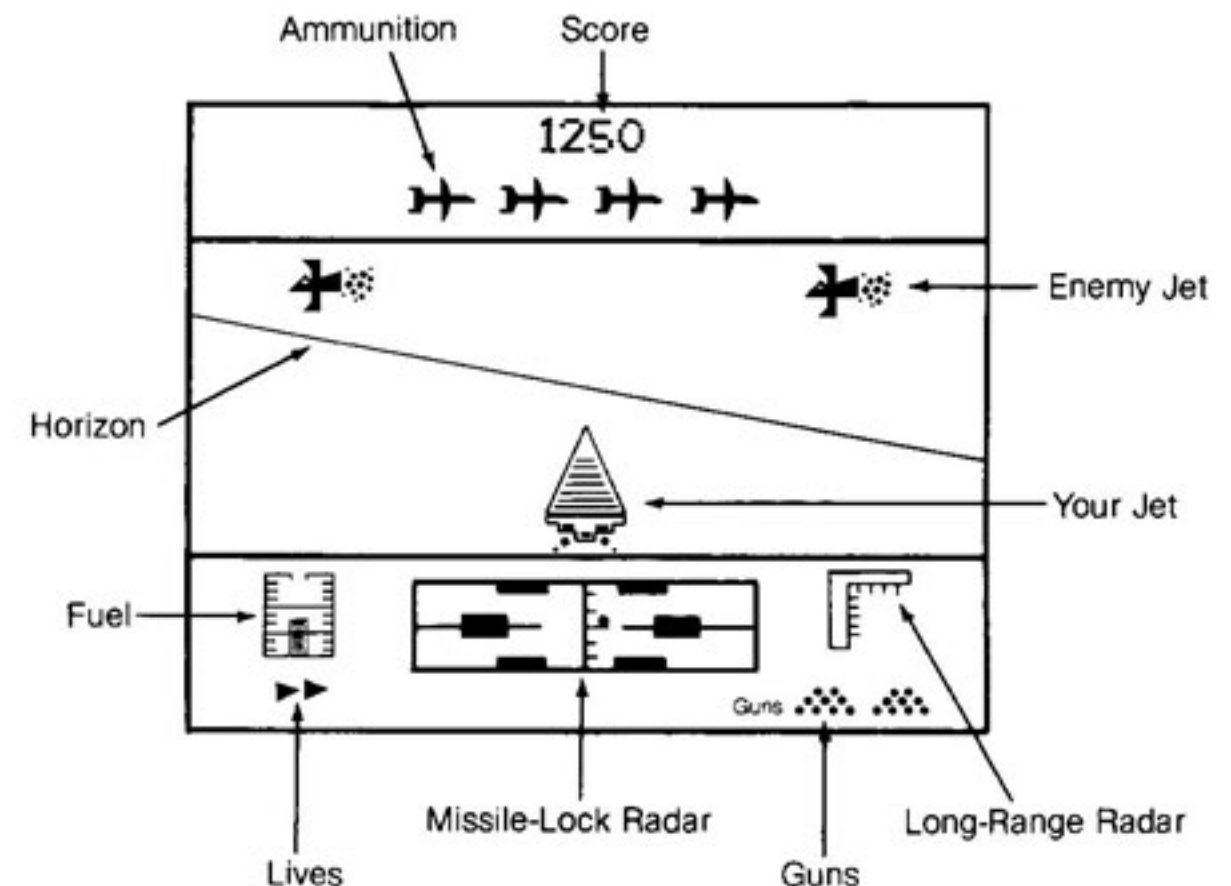 Ammunition
Score
1250
Enemy Jet
Horizon
Your Jet
Fuel
Guns
Missile-Lock Radar
Long-Range Radar
Lives
Guns